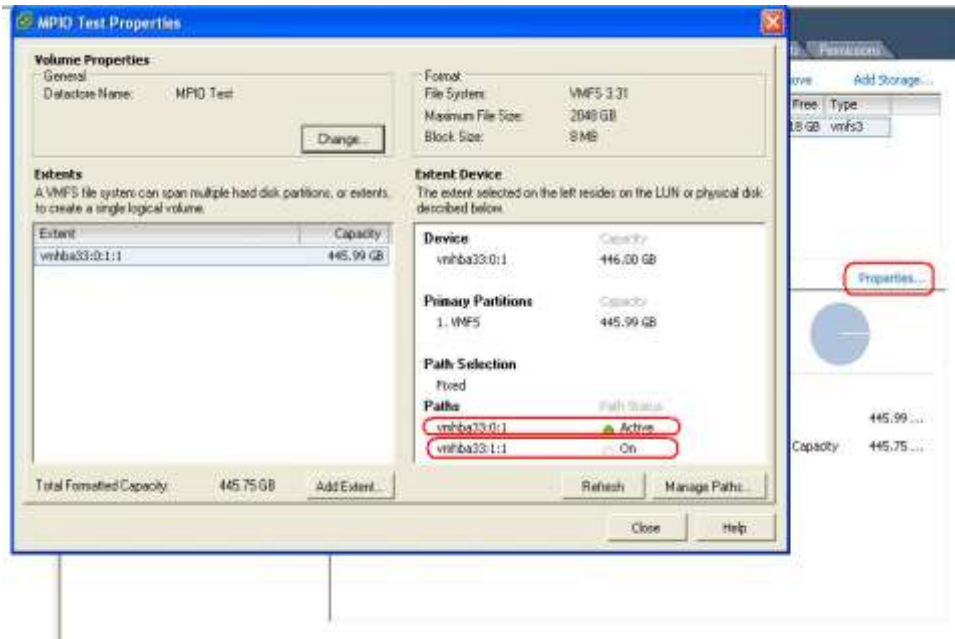 MPIO Test Properties
Volume Properties
General
Datastore Name: MPIO Test
Change...
Format
File System: VMFS 3.31
Maximum File Size: 2048 GB
Block Size: 8 MB
Extents
A VMFS file system can span multiple hard disk partitions, or extents,
to create a single logical volume.
Extent Capacity
vmhba33:0:1:1 445.99 GB
Extent Device
The extent selected on the left resides on the LUN or physical disk
described below.
Device Capacity
vmhba33:0:1 446.00 GB
Primary Partitions Capacity
1. VMFS 445.99 GB
Path Selection
Fixed
Paths Path Status
vmhba33:0:1 Active
vmhba33:1:1 On
Total Formatted Capacity: 445.75 GB
Add Extent...
Refresh
Manage Paths...
Close
Help
Permissions
Add Storage...
Free Type
vmfs3
Properties...
445.99 ...
Capacity 445.75 ...